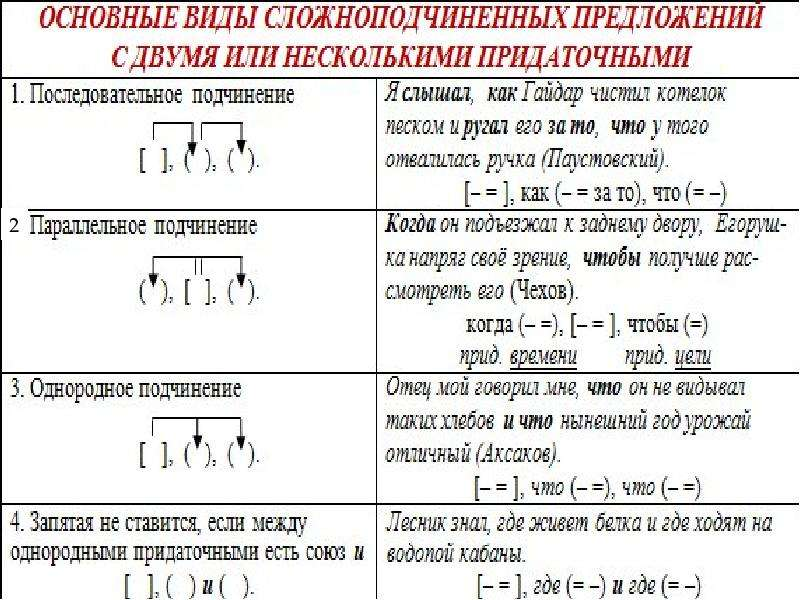 ОСНОВНЫЕ ВИДЫ СЛОЖНОПОДЧИНЕННЫХ ПРЕДЛОЖЕНИЙ
С ДВУМЯ ИЛИ НЕСКОЛЬКИМИ ПРИДАТОЧНЫМИ
1. Последовательное подчинение
[ ], ( ), ( ).
Я слышал, как Гайдар чистил котелок
песком и ругал его за то, что у того
отвалилась ручка (Паустовский).
[– = ], как (– = за то), что (= –)
2 Параллельное подчинение
( ), [ ], ( ).
Когда он подъезжал к заднему двору, Егоруш-
ка напряг своё зрение, чтобы получше рас-
смотреть его (Чехов).
когда (– =), [– = ], чтобы (=)
прид. времени прид. цели
3. Однородное подчинение
[ ], ( ), ( ).
Отец мой говорил мне, что он не видывал
таких хлебов и что нынешний год урожай
отличный (Аксаков).
[– = ], что (– =), что (– =)
4. Запятая не ставится, если между
однородными придаточными есть союз и
[ ], ( ) и ( ).
Лесник знал, где живет белка и где ходят на
водопой кабаны.
[– = ], где (= –) и где (= –)